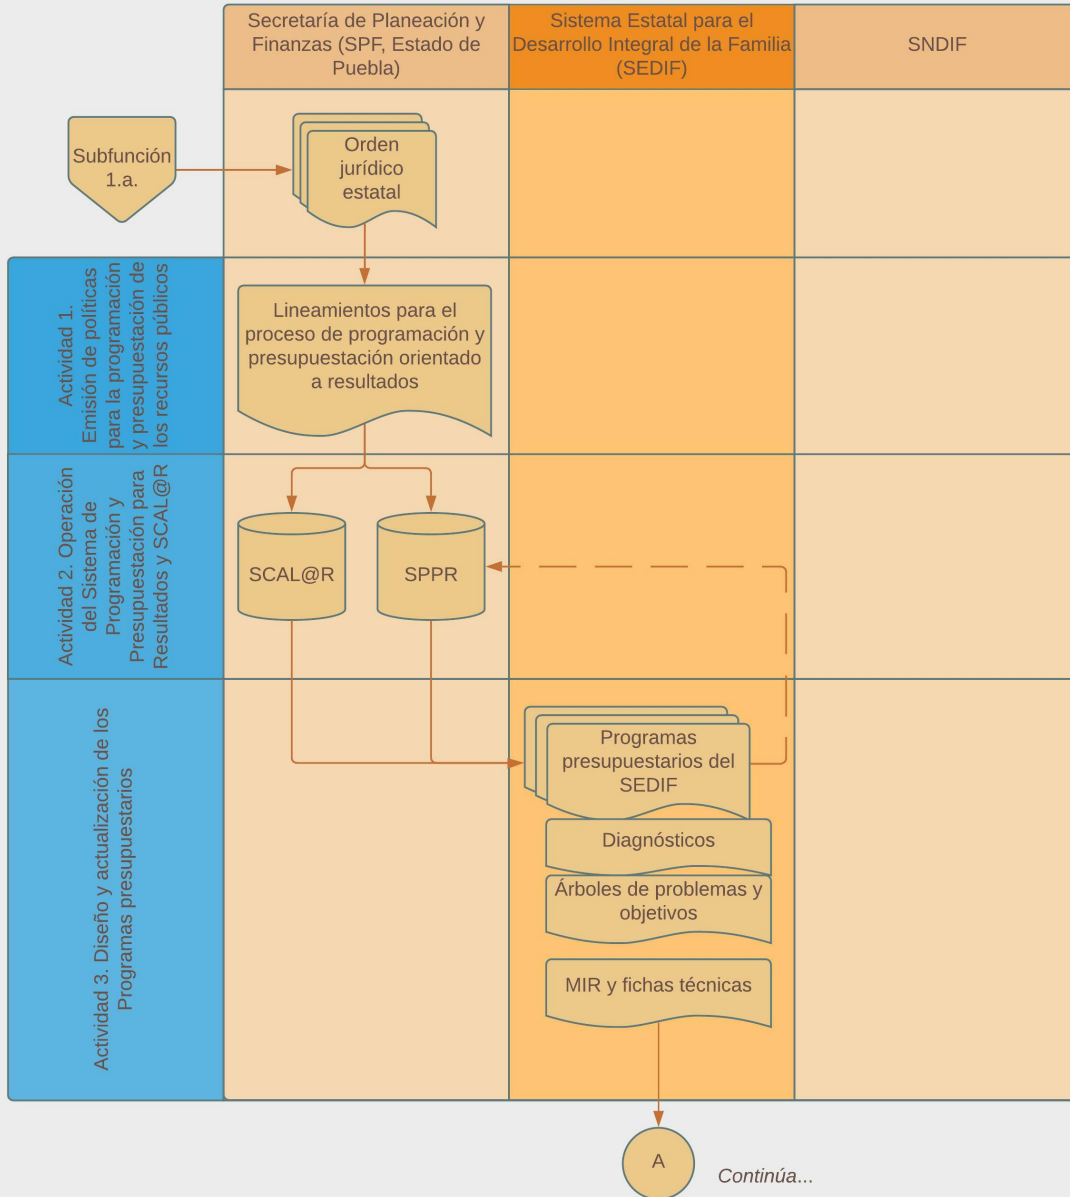 Secretaría de Planeación y
Finanzas (SPF, Estado de
Puebla)
Sistema Estatal para el
Desarrollo Integral de la Familia
(SEDIF)
SNDIF
Subfunción
1.a.
Orden
jurídico
estatal
Actividad 1.
Emisión de políticas
para la programación
y presupuestación de
los recursos públicos
Lineamientos para el
proceso de programación y
presupuestación orientado
a resultados
Actividad 2. Operación
del Sistema de
Programación y
Presupuestación para
Resultados y SCAL@R
SCAL@R
SPPR
Actividad 3. Diseño y actualización de los
Programas presupuestarios
Programas
presupuestarios del
SEDIF
Diagnósticos
Árboles de problemas y
objetivos
MIR y fichas técnicas
A
Continúa...